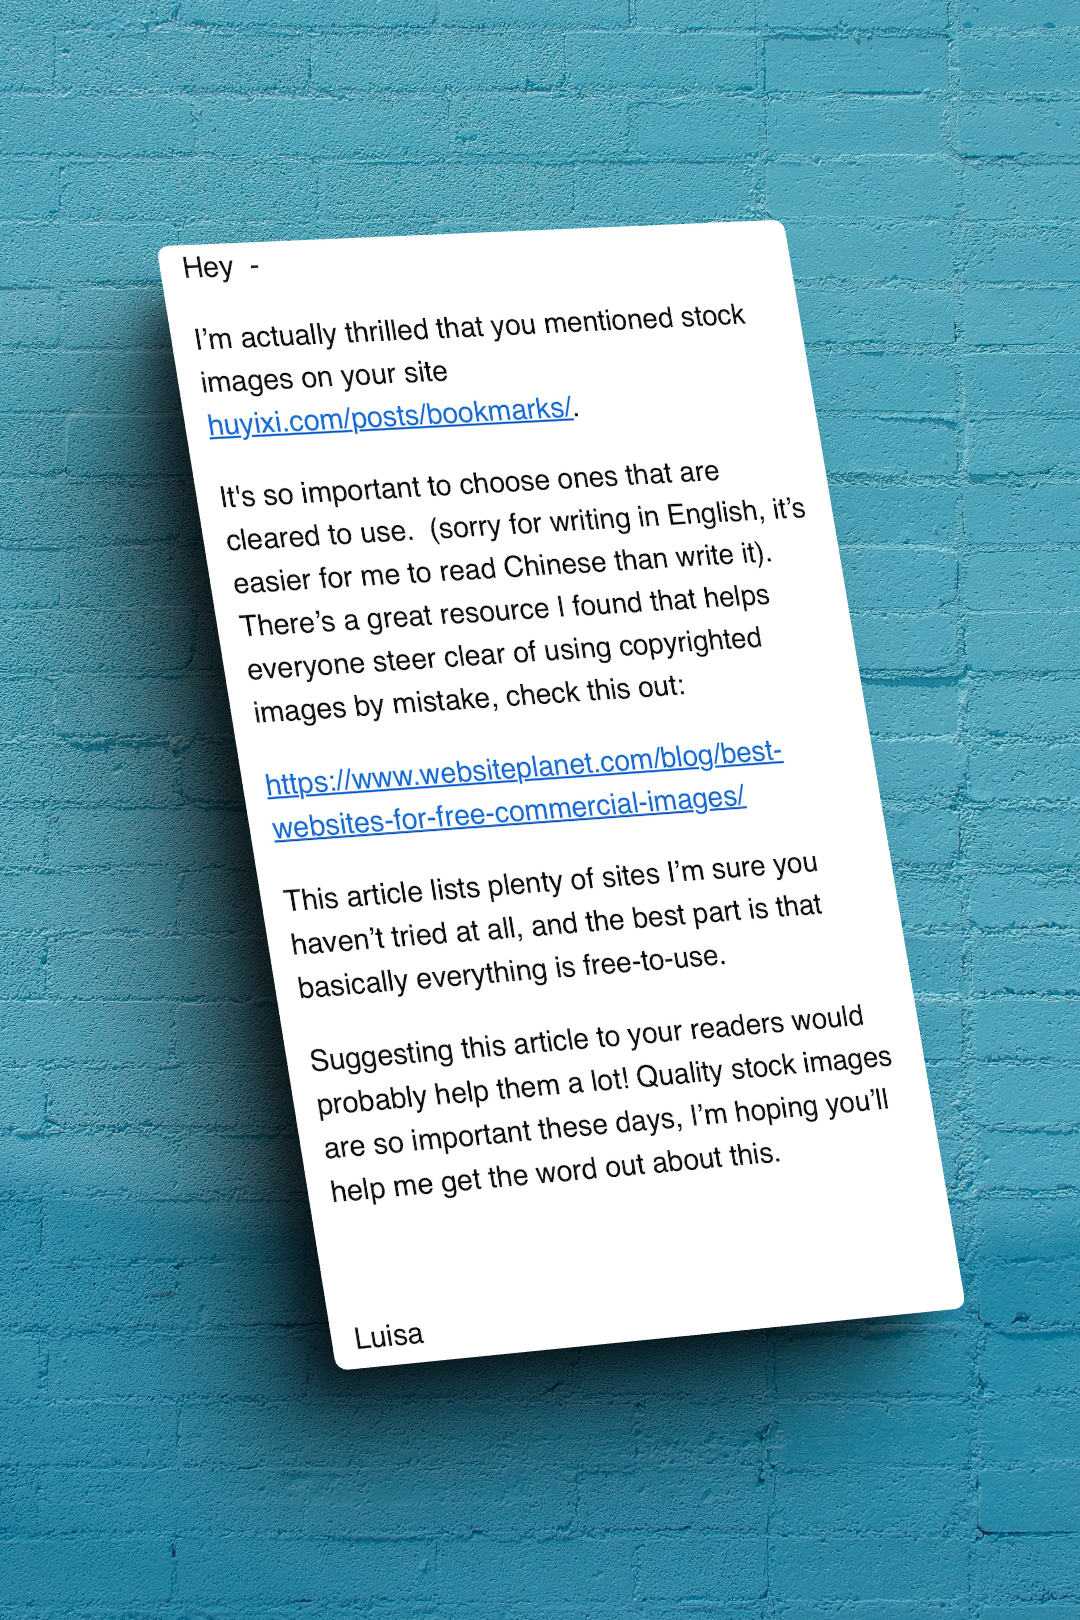 Hey  -
I’m actually thrilled that you mentioned stock
images on your site
huyixi.com/posts/bookmarks/.
It's so important to choose ones that are
cleared to use.  (sorry for writing in English, it’s
easier for me to read Chinese than write it).
There’s a great resource I found that helps
everyone steer clear of using copyrighted
images by mistake, check this out:
https://www.websiteplanet.com/blog/best-
websites-for-free-commercial-images/
This article lists plenty of sites I’m sure you
haven’t tried at all, and the best part is that
basically everything is free-to-use.
Suggesting this article to your readers would
probably help them a lot! Quality stock images
are so important these days, I’m hoping you’ll
help me get the word out about this.
Luisa